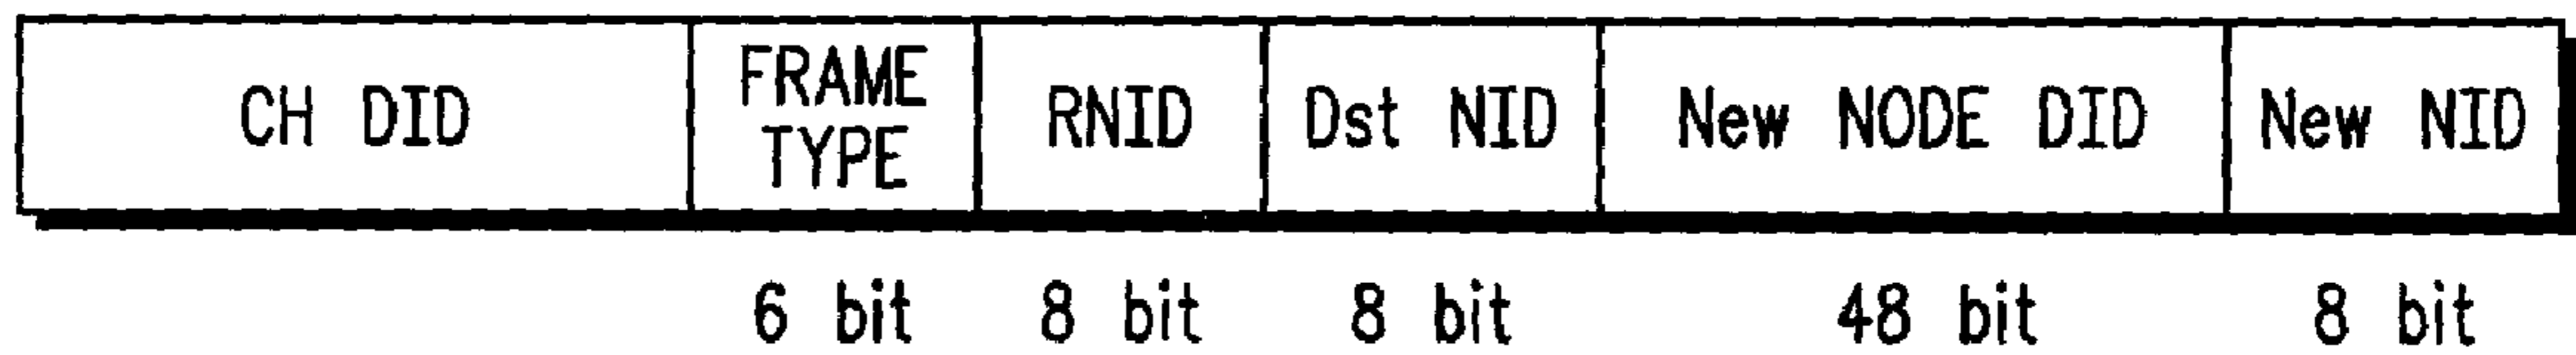 CH DID
FRAME
TYPE
RNID
Dst NID
New NODE DID
New NID
6 bit
8 bit
8 bit
48 bit
8 bit